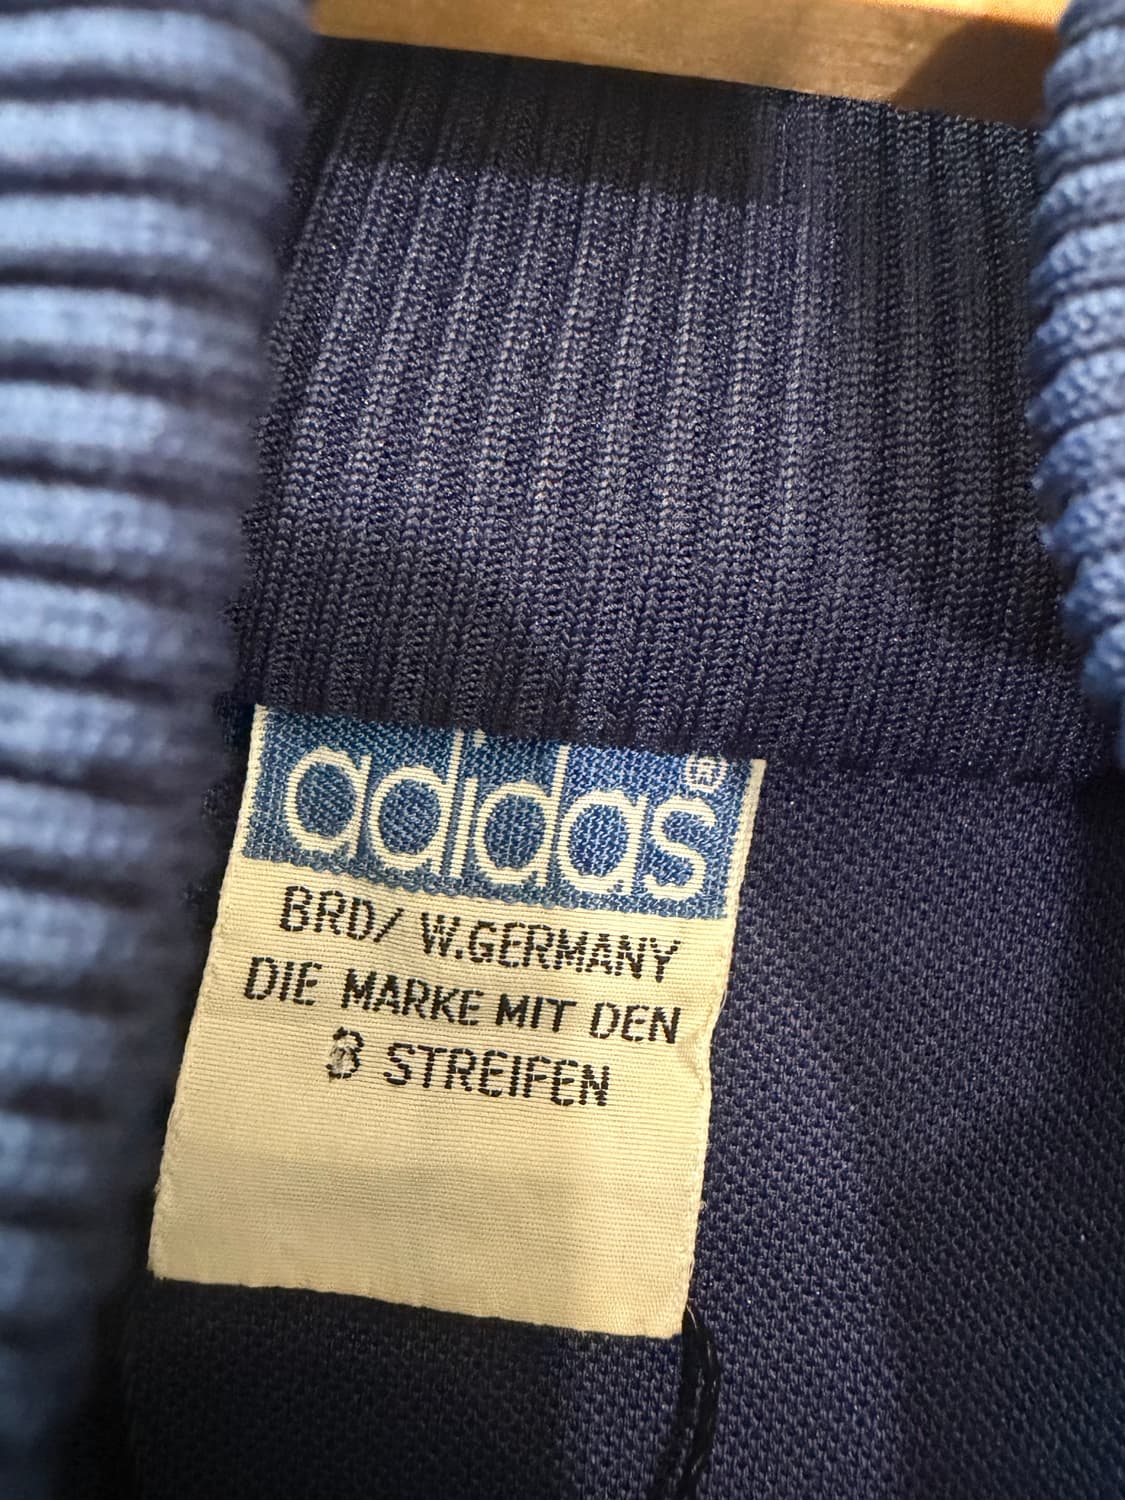 adidas®
BRD/ W.GERMANY
DIE MARKE MIT DEN
3 STREIFEN